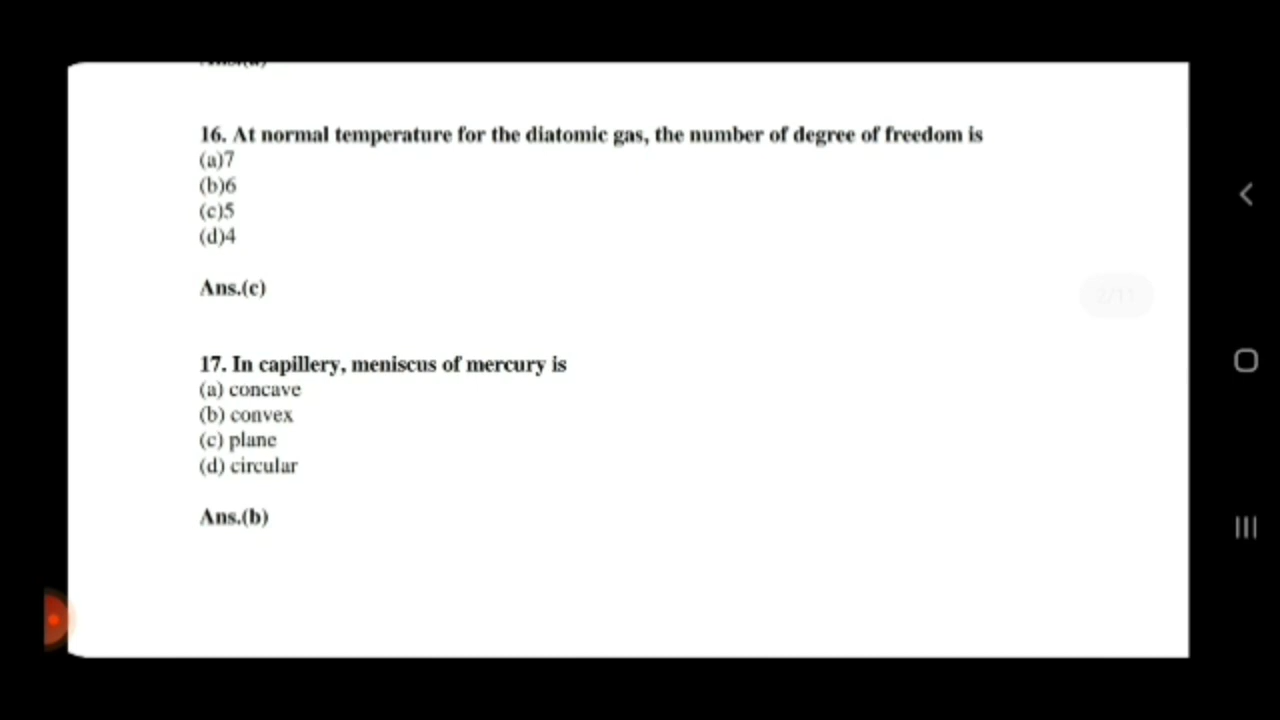 16. At normal temperature for the diatomic gas, the number of degree of freedom is
(a)7
(b)6
(c)5
(d)4
Ans.(c)
17. In capillery, meniscus of mercury is
(a) concave
(b) convex
(c) plane
(d) circular
Ans.(b)